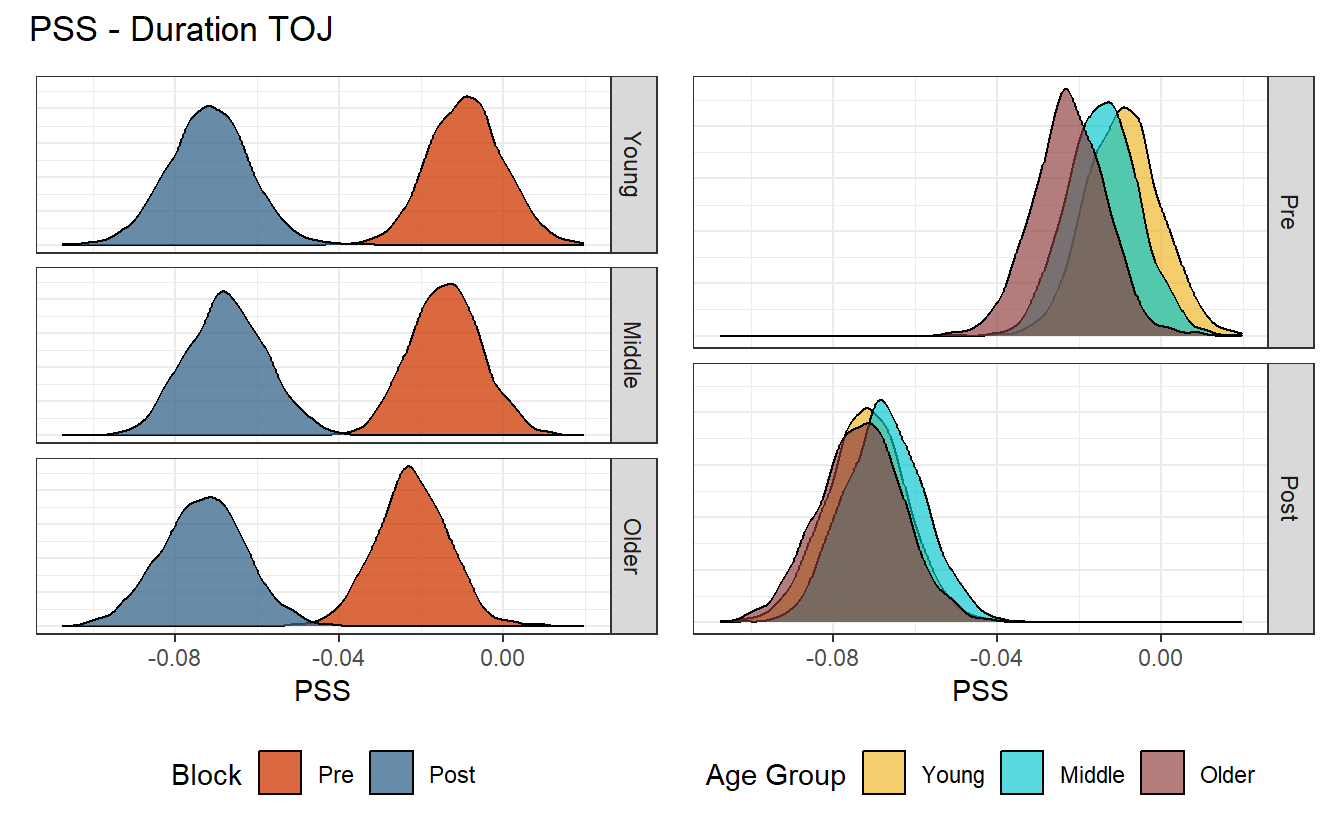 PSS - Duration TOJ
Young
Middle
Older
-0.08 -0.04 0.00
PSS
Block Pre Post
Pre
Post
-0.08 -0.04 0.00
PSS
Age Group Young Middle Older